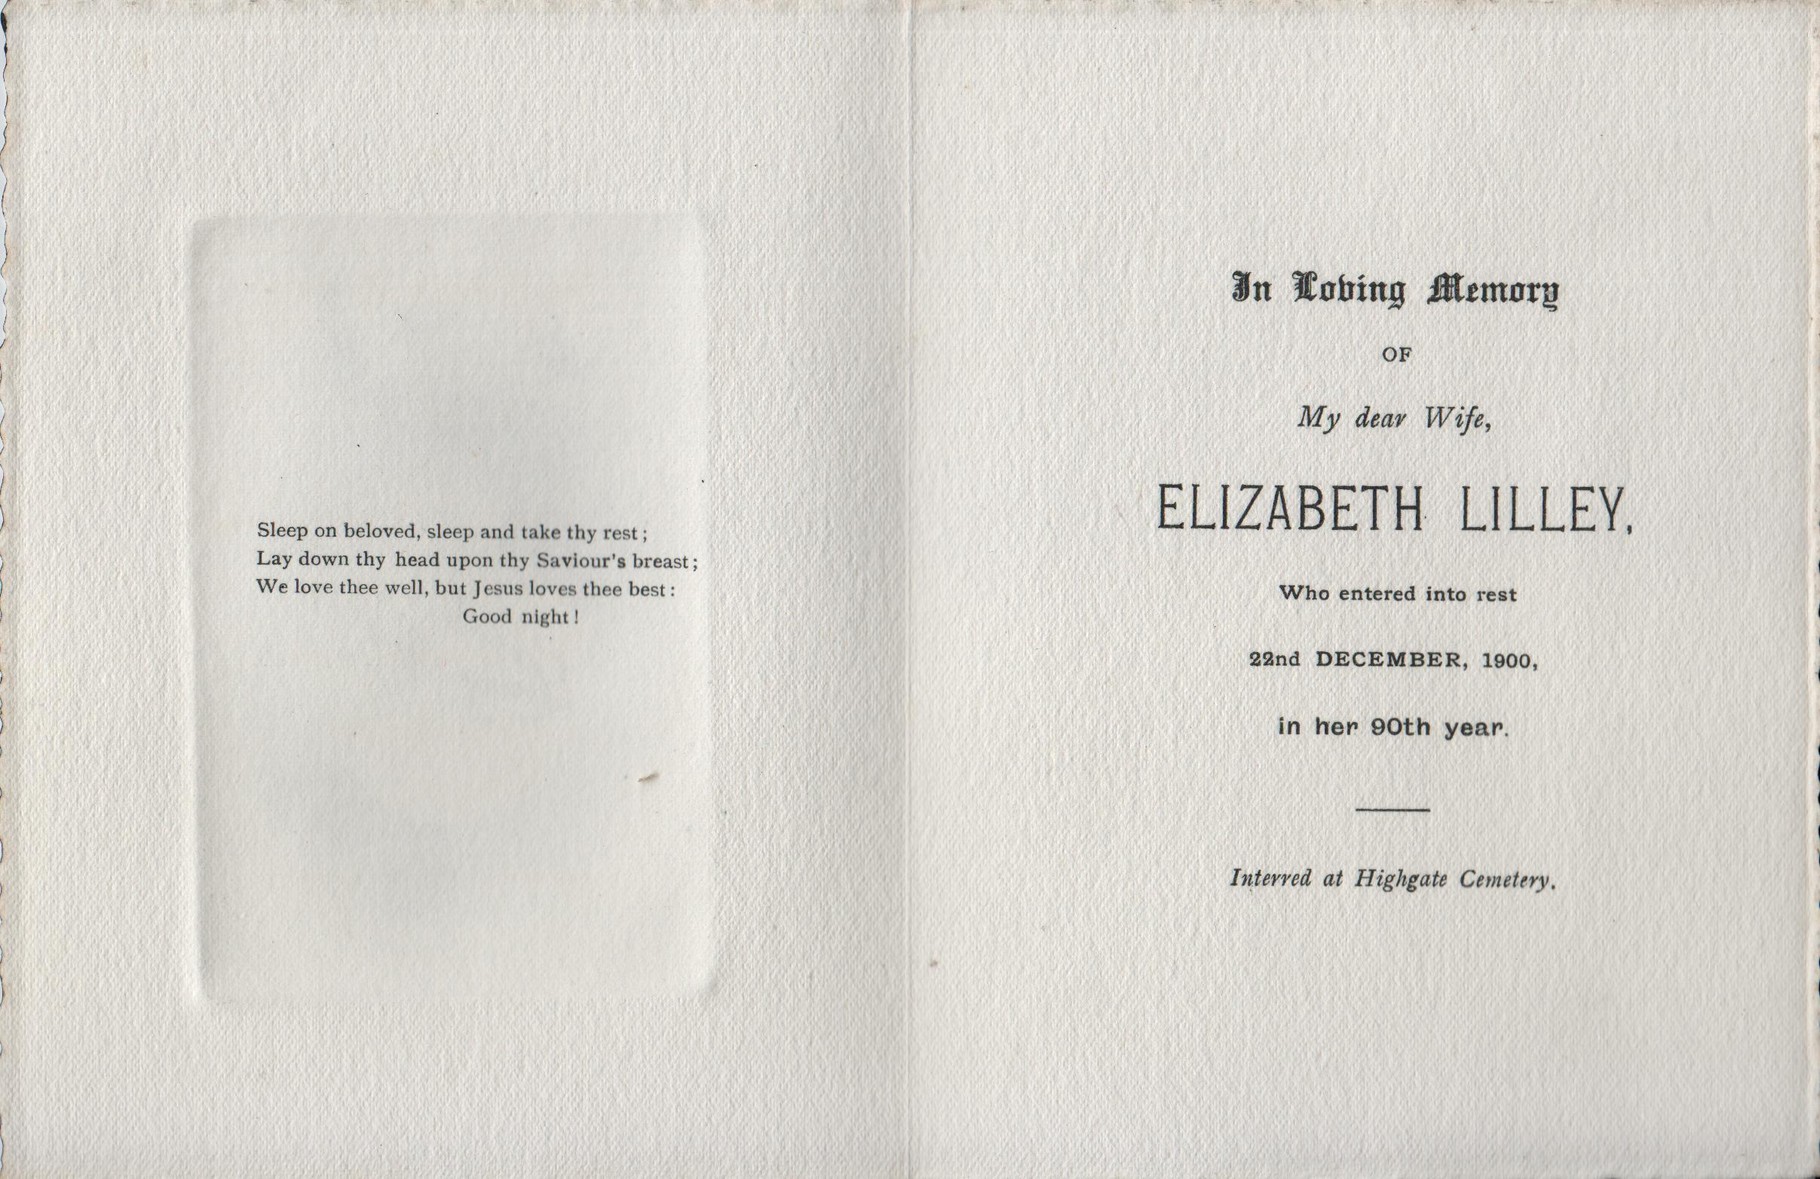 Sleep on beloved, sleep and take thy rest;
Lay down thy head upon thy Saviour's breast;
We love thee well, but Jesus loves thee best:
Good night!
In Loving Memory
OF
My dear Wife,
ELIZABETH LILLEY,
Who entered into rest
22nd DECEMBER, 1900,
in her 90th year.
Interred at Highgate Cemetery.